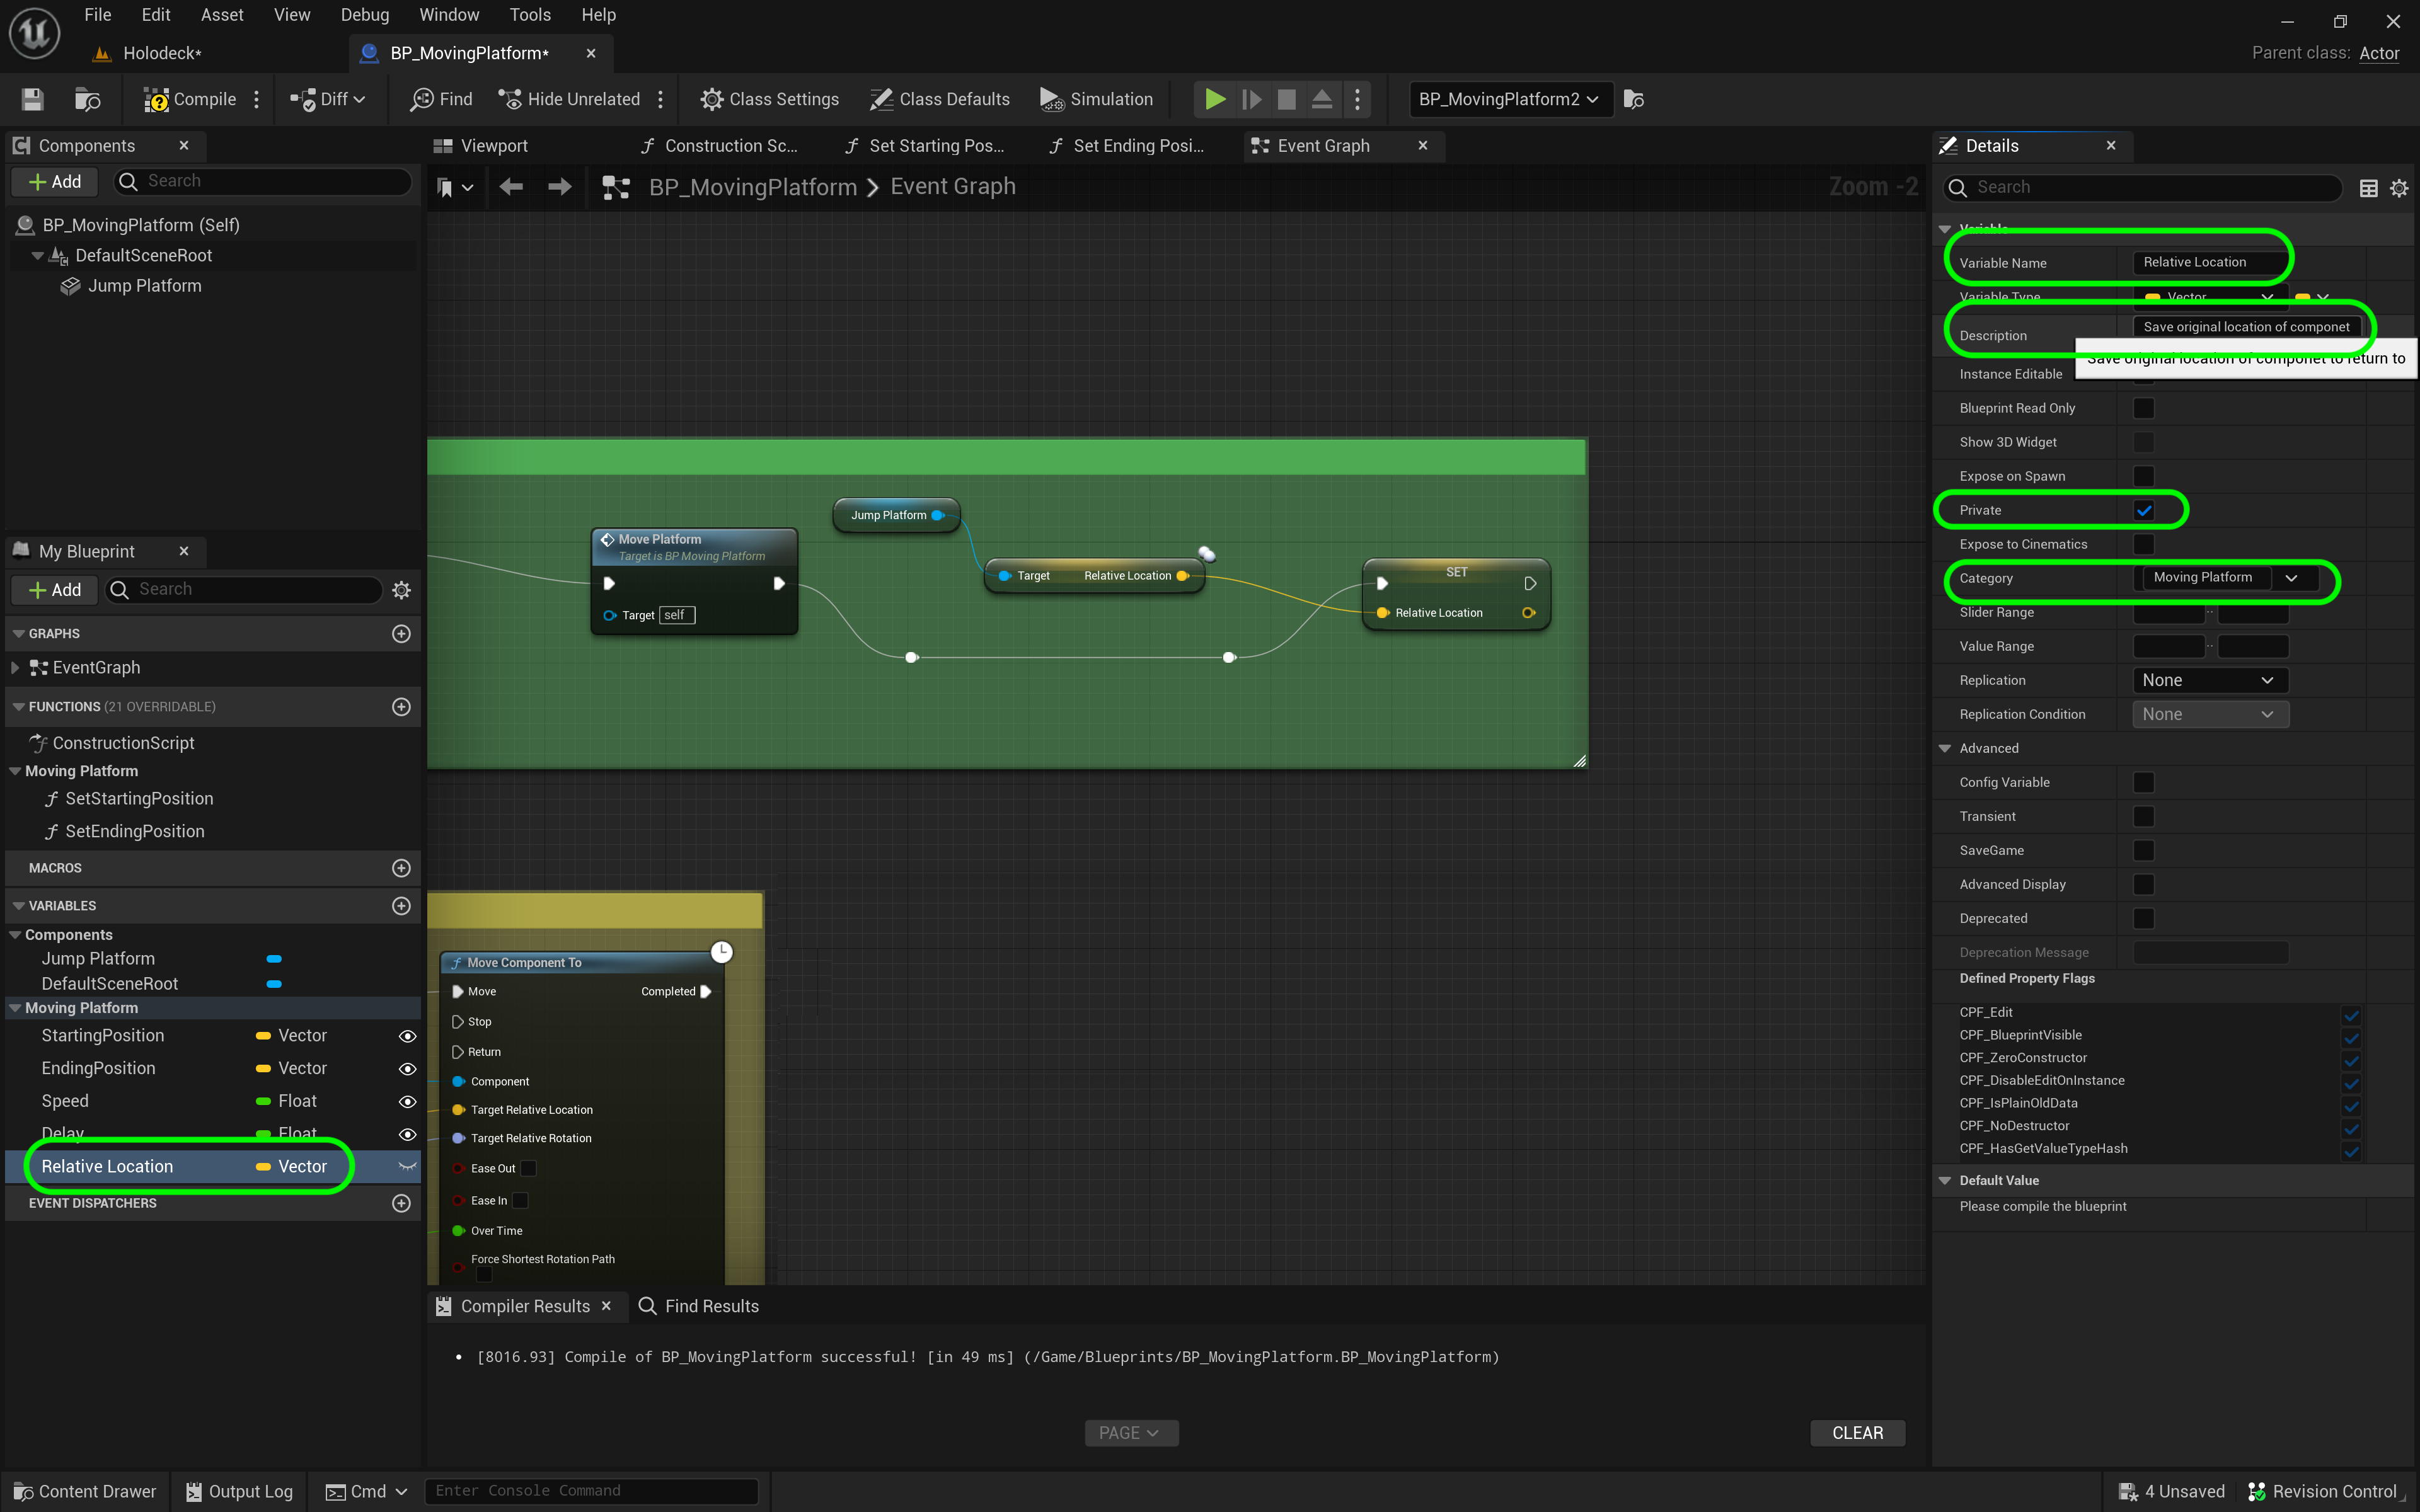 File Edit Asset View Debug Window Tools Help
Holodeck*
BP_MovingPlatform*
Parent class: Actor
Compile
Diff
Find
Hide Unrelated
Class Settings
Class Defaults
Simulation
BP_MovingPlatform2
Components
Add
Search
BP_MovingPlatform (Self)
DefaultSceneRoot
Jump Platform
My Blueprint
Add
Search
GRAPHS
EventGraph
FUNCTIONS (21 OVERRIDABLE)
ConstructionScript
Moving Platform
SetStartingPosition
SetEndingPosition
MACROS
VARIABLES
Components
Jump Platform
DefaultSceneRoot
Moving Platform
StartingPosition Vector
EndingPosition Vector
Speed Float
Delay Float
Relative Location Vector
EVENT DISPATCHERS
Viewport
Construction Sc...
Set Starting Pos...
Set Ending Posi...
Event Graph
BP_MovingPlatform > Event Graph
Zoom -2
Jump Platform
Move Platform
Target is BP Moving Platform
Target self
Target Relative Location
SET
Relative Location
Move Component To
Move Completed
Stop
Return
Component
Target Relative Location
Target Relative Rotation
Ease Out
Ease In
Over Time
Force Shortest Rotation Path
Compiler Results
Find Results
• [8016.93] Compile of BP_MovingPlatform successful! [in 49 ms] (/Game/Blueprints/BP_MovingPlatform.BP_MovingPlatform)
PAGE
CLEAR
Details
Search
Variable
Variable Name Relative Location
Variable Type Vector
Description Save original location of componet
Save original location of componet to return to
Instance Editable
Blueprint Read Only
Show 3D Widget
Expose on Spawn
Private
Expose to Cinematics
Category Moving Platform
Slider Range
Value Range
Replication None
Replication Condition None
Advanced
Config Variable
Transient
SaveGame
Advanced Display
Deprecated
Deprecation Message
Defined Property Flags
CPF_Edit
CPF_BlueprintVisible
CPF_ZeroConstructor
CPF_DisableEditOnInstance
CPF_IsPlainOldData
CPF_NoDestructor
CPF_HasGetValueTypeHash
Default Value
Please compile the blueprint
Content Drawer
Output Log
Cmd
Enter Console Command
4 Unsaved
Revision Control